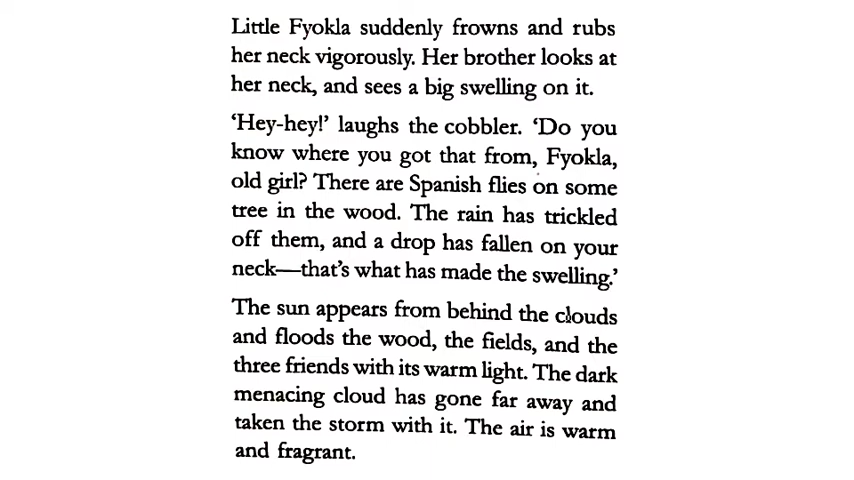 Little Fyokla suddenly frowns and rubs
her neck vigorously. Her brother looks at
her neck, and sees a big swelling on it.
‘Hey-hey!’ laughs the cobbler. ‘Do you
know where you got that from, Fyokla,
old girl? There are Spanish flies on some
tree in the wood. The rain has trickled
off them, and a drop has fallen on your
neck—that’s what has made the swelling.’
The sun appears from behind the clouds
and floods the wood, the fields, and the
three friends with its warm light. The dark
menacing cloud has gone far away and
taken the storm with it. The air is warm
and fragrant.